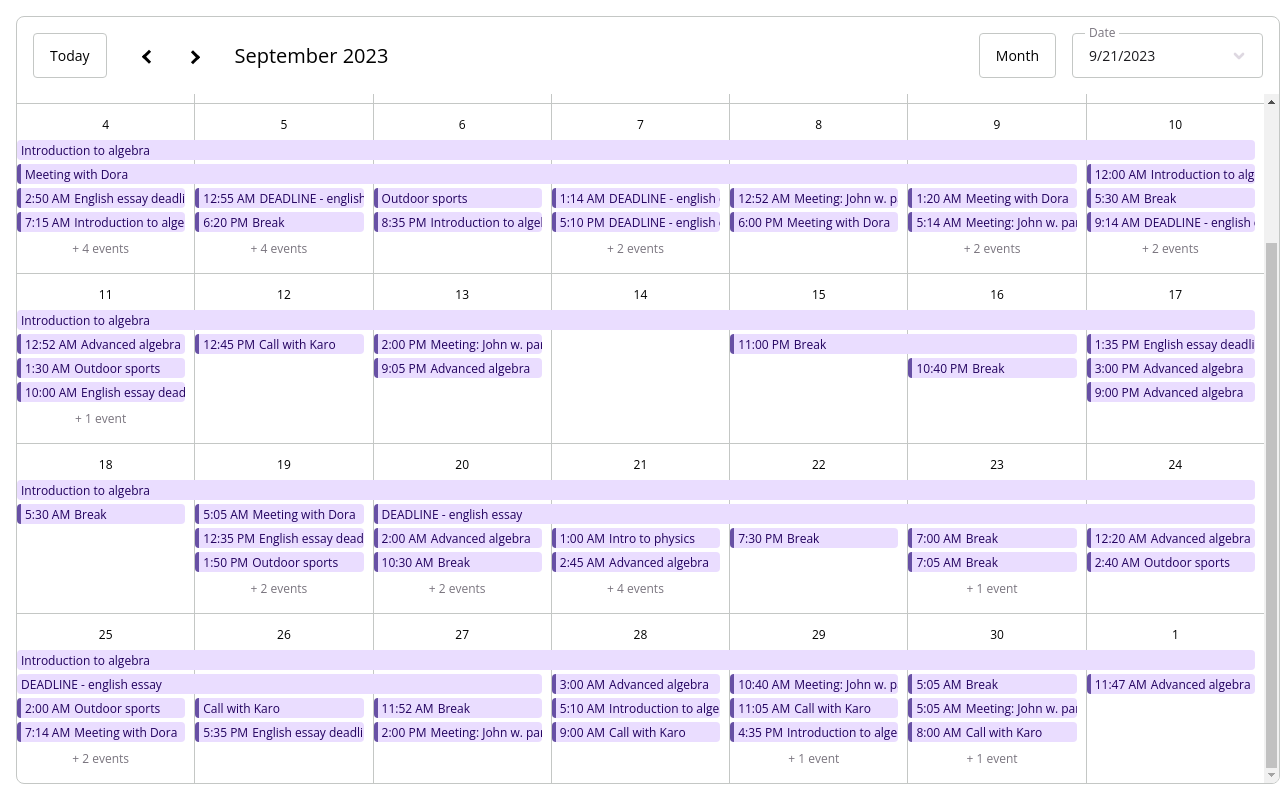 Today
September 2023
Month
Date
9/21/2023
4 5 6 7 8 9 10
Introduction to algebra
Meeting with Dora 12:00 AM Introduction to alg
2:50 AM English essay deadli 12:55 AM DEADLINE - english Outdoor sports 1:14 AM DEADLINE - english 12:52 AM Meeting: John w. p 1:20 AM Meeting with Dora 5:30 AM Break
7:15 AM Introduction to alge 6:20 PM Break 8:35 PM Introduction to alge 5:10 PM DEADLINE - english 6:00 PM Meeting with Dora 5:14 AM Meeting: John w. par 9:14 AM DEADLINE - english
+ 4 events + 4 events + 2 events + 2 events + 2 events
11 12 13 14 15 16 17
Introduction to algebra
12:52 AM Advanced algebra 12:45 PM Call with Karo 2:00 PM Meeting: John w. par 11:00 PM Break 1:35 PM English essay deadli
1:30 AM Outdoor sports 9:05 PM Advanced algebra 10:40 PM Break 3:00 PM Advanced algebra
10:00 AM English essay dead 9:00 PM Advanced algebra
+ 1 event
18 19 20 21 22 23 24
Introduction to algebra
5:30 AM Break 5:05 AM Meeting with Dora DEADLINE - english essay
12:35 PM English essay dead 2:00 AM Advanced algebra 1:00 AM Intro to physics 7:30 PM Break 7:00 AM Break 12:20 AM Advanced algebra
1:50 PM Outdoor sports 10:30 AM Break 2:45 AM Advanced algebra 7:05 AM Break 2:40 AM Outdoor sports
+ 2 events + 2 events + 4 events + 1 event
25 26 27 28 29 30 1
Introduction to algebra
DEADLINE - english essay 3:00 AM Advanced algebra 10:40 AM Meeting: John w. p 5:05 AM Break 11:47 AM Advanced algebra
2:00 AM Outdoor sports Call with Karo 11:52 AM Break 5:10 AM Introduction to alge 11:05 AM Call with Karo 5:05 AM Meeting: John w. par
7:14 AM Meeting with Dora 5:35 PM English essay deadli 2:00 PM Meeting: John w. par 9:00 AM Call with Karo 4:35 PM Introduction to alge 8:00 AM Call with Karo
+ 2 events + 1 event + 1 event